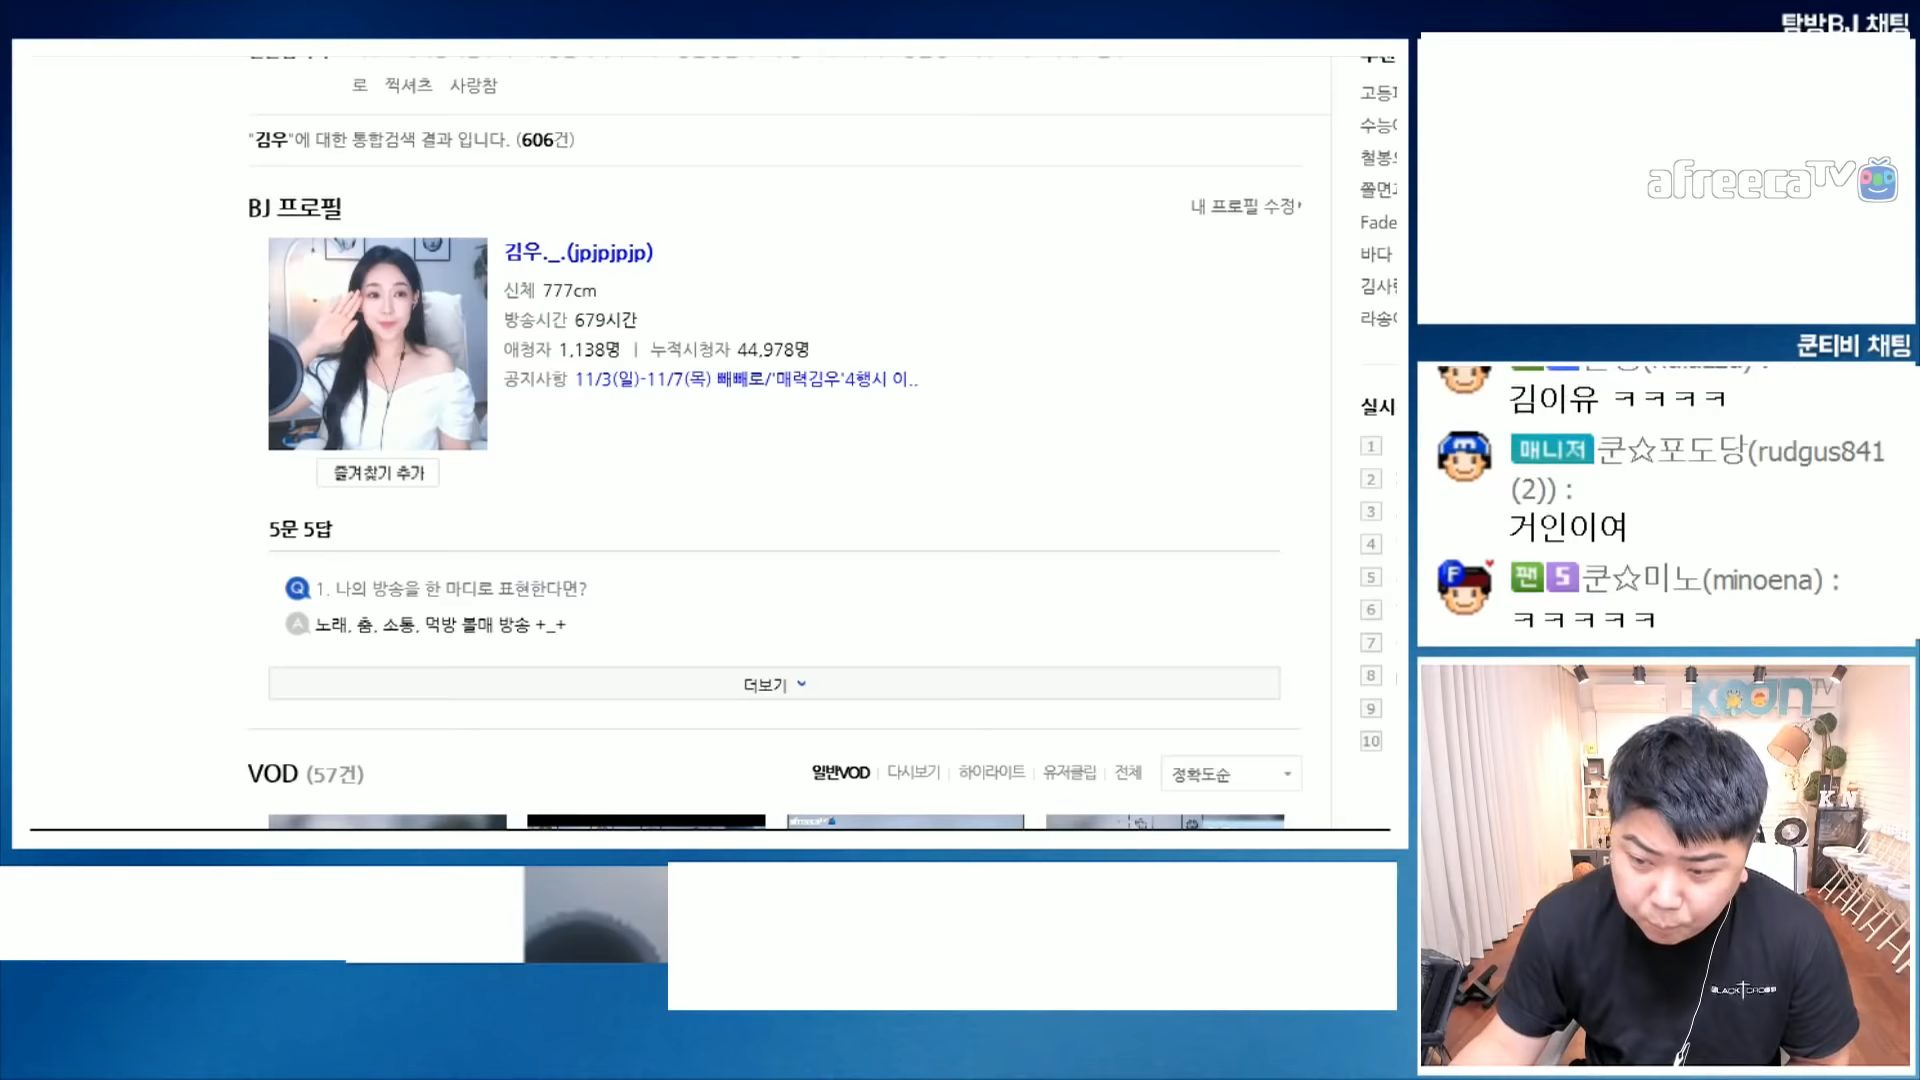 탐방BJ 채팅
로 찍셔츠 사랑참
"김우"에 대한 통합검색 결과 입니다. (606건)
BJ 프로필
내 프로필 수정
김우._.(jpjpjpjp)
신체 777cm
방송시간 679시간
애청자 1,138명 | 누적시청자 44,978명
공지사항 11/3(일)-11/7(목) 빼빼로/'매력김우'4행시 이..
즐겨찾기 추가
5문 5답
Q 1. 나의 방송을 한 마디로 표현한다면?
A 노래, 춤, 소통, 먹방 볼매 방송 +_+
더보기
VOD (57건)
일반VOD | 다시보기 | 하이라이트 | 유저클립 | 전체
정확도순
afreecaTV
고등
수능
철봉
쫄면
Fade
바다
김사
라송
실시
1
2
3
4
5
6
7
8
9
10
afreecaTV
쿤티비 채팅
김이유 ㅋㅋㅋㅋ
매니저 쿤☆포도당(rudgus841
(2)) :
거인이여
F 팬 5 쿤☆미노(minoena) :
ㅋㅋㅋㅋㅋ
KOON TV
K N
BLACK CROSS